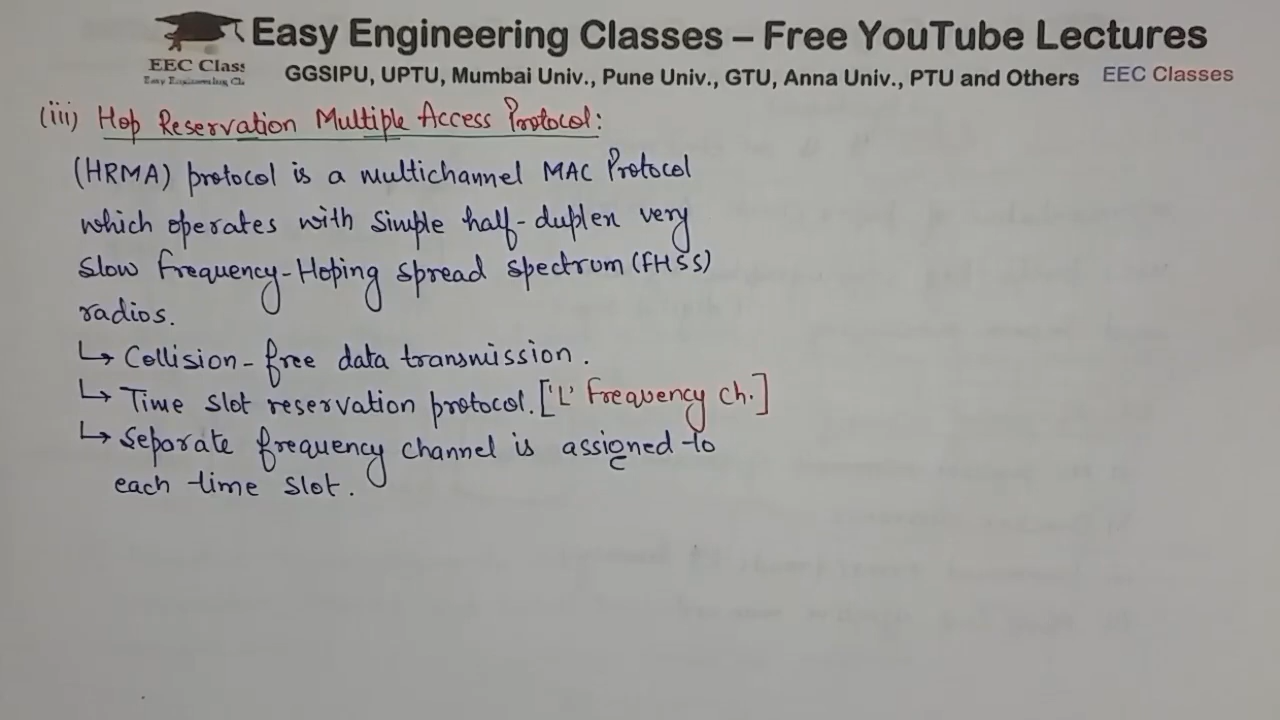 Easy Engineering Classes – Free YouTube Lectures
EEC Class
Easy Engineering Cla
GGSIPU, UPTU, Mumbai Univ., Pune Univ., GTU, Anna Univ., PTU and Others
EEC Classes
(iii) Hop Reservation Multiple Access Protocol:
(HRMA) protocol is a multichannel MAC Protocol
which operates with simple half-duplex very
slow frequency-Hoping spread spectrum (FHSS)
radios.
↳ Collision-free data transmission.
↳ Time slot reservation protocol. ['L' frequency ch.]
↳ Separate frequency channel is assigned to
each time slot.